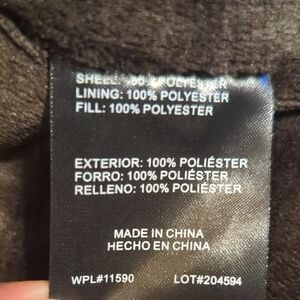 SHELL: POLYESTER
LINING: 100% POLYESTER
FILL: 100% POLYESTER
EXTERIOR: 100% POLIÉSTER
FORRO: 100% POLIÉSTER
RELLENO: 100% POLIÉSTER
MADE IN CHINA
HECHO EN CHINA
WPL#11590 LOT#204594